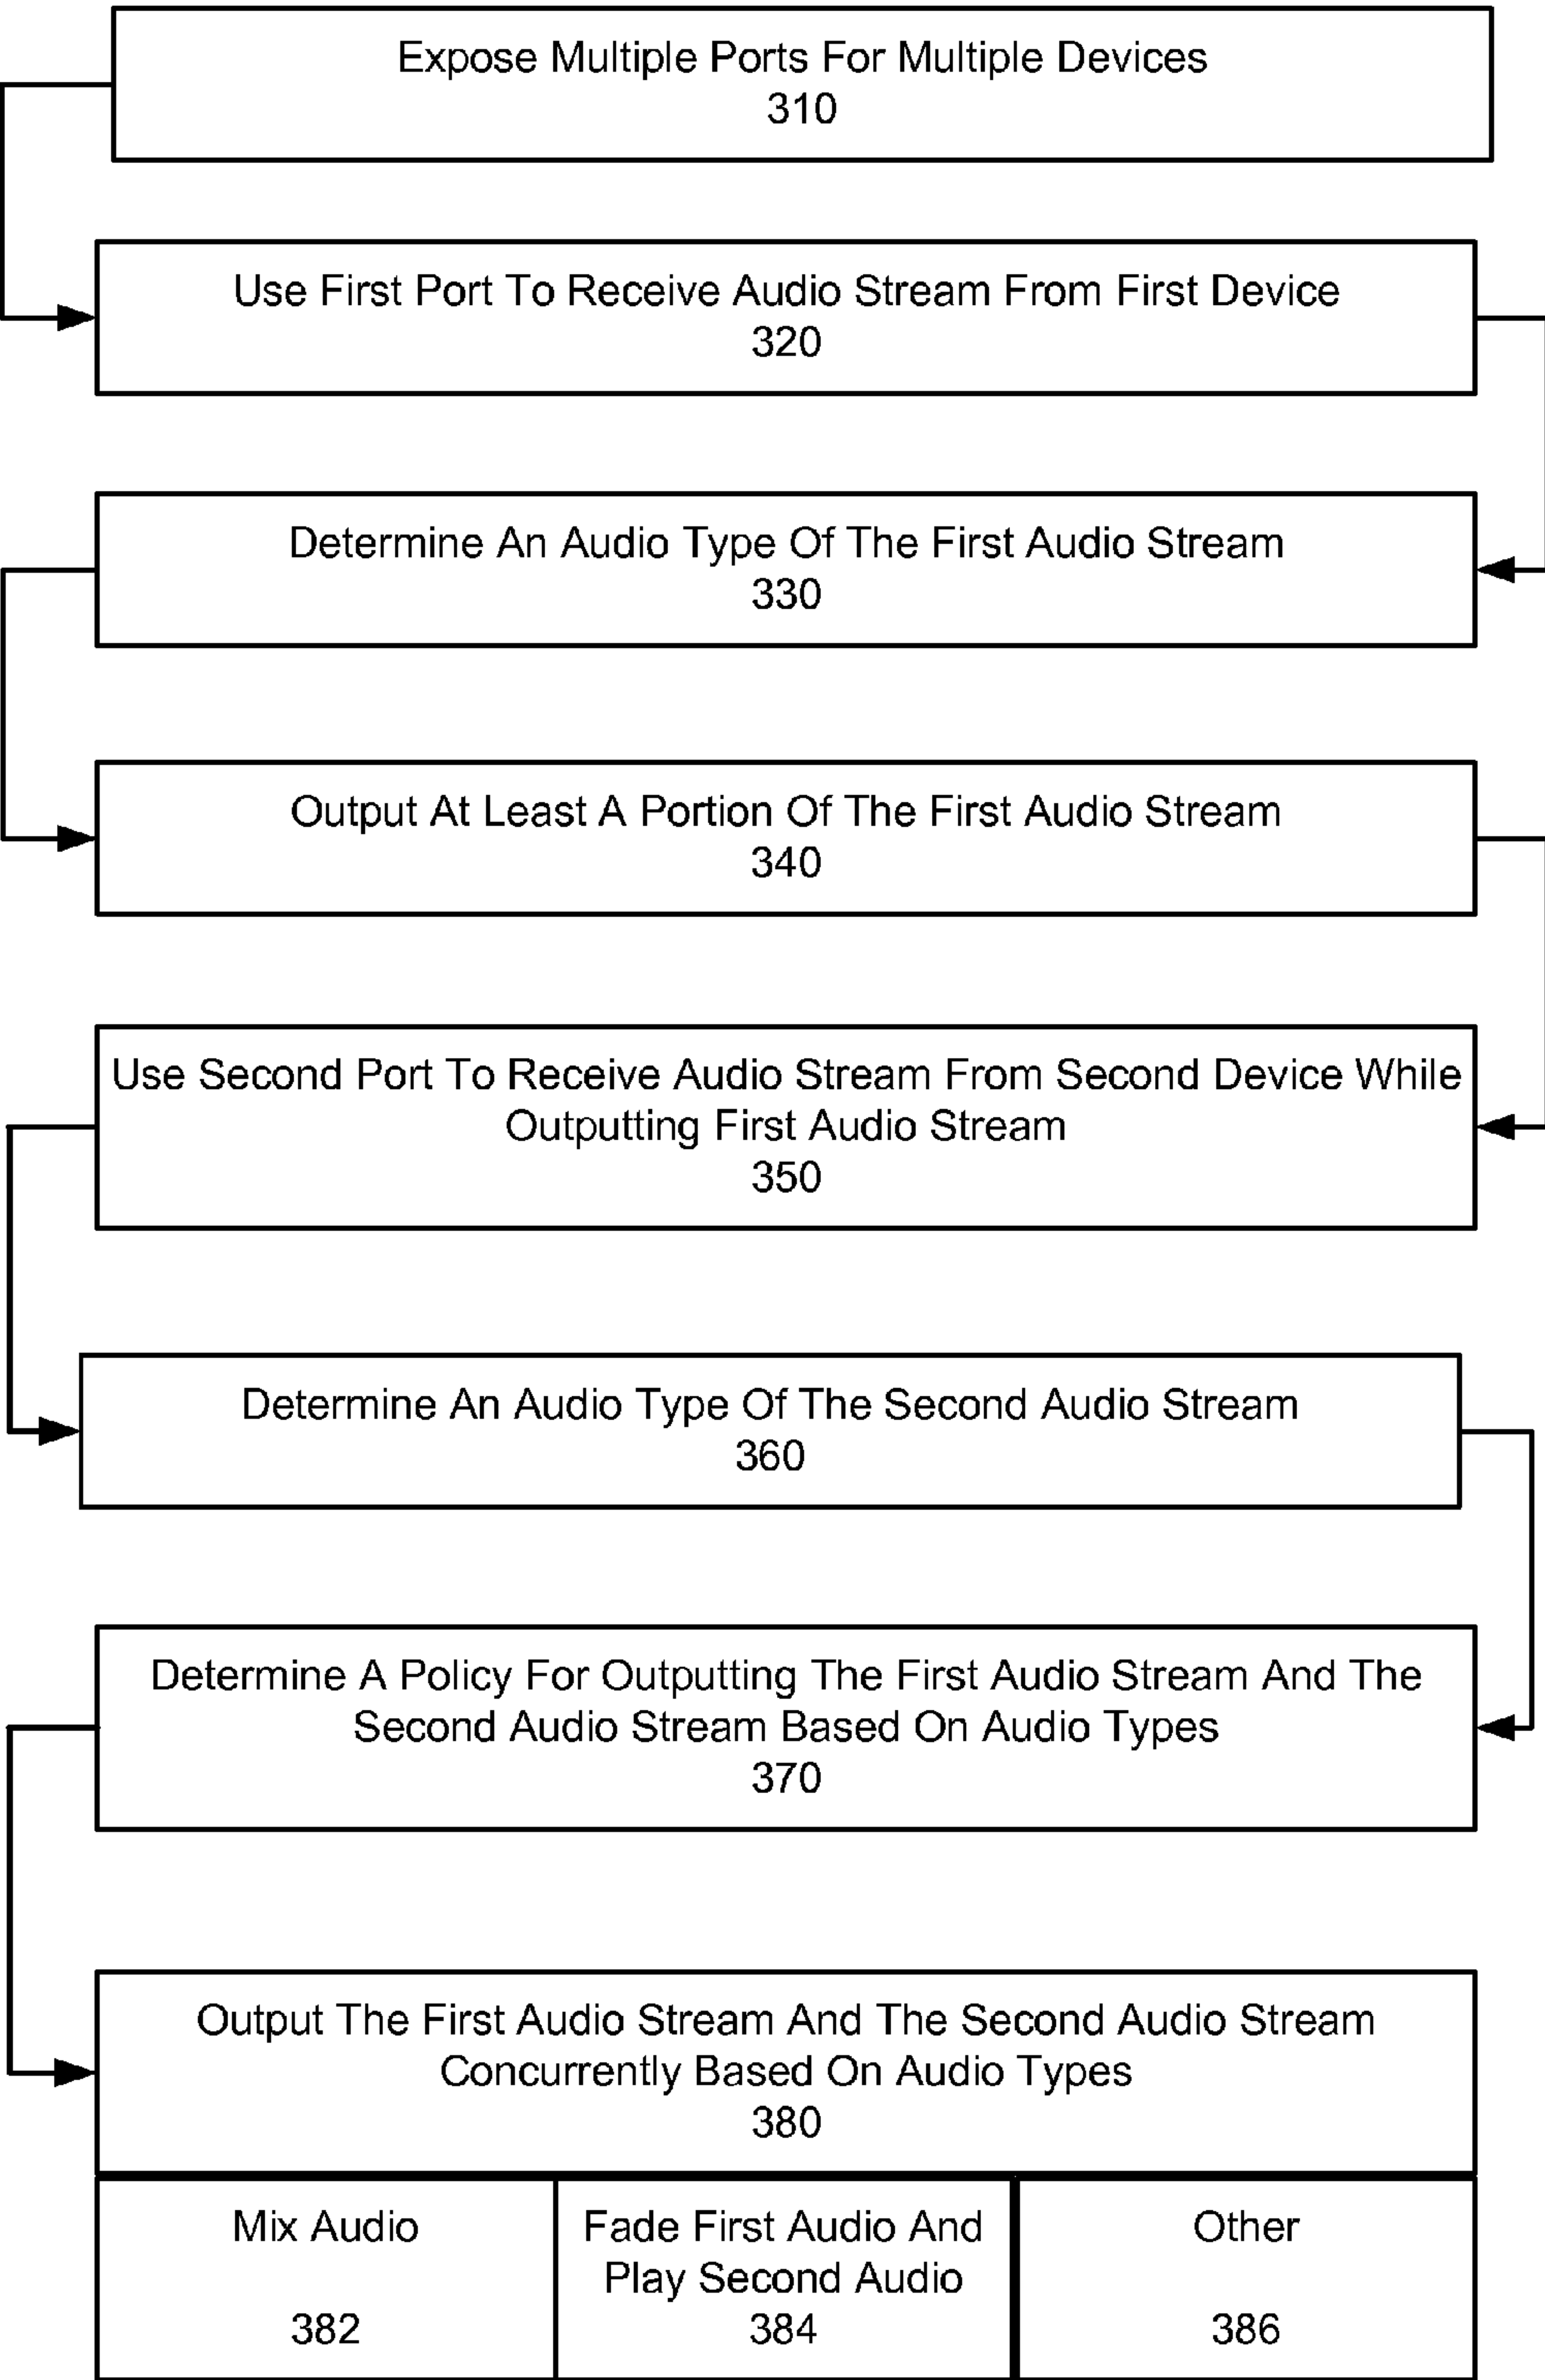 Expose Multiple Ports For Multiple Devices
310
Use First Port To Receive Audio Stream From First Device
320
Determine An Audio Type Of The First Audio Stream
330
Output At Least A Portion Of The First Audio Stream
340
Use Second Port To Receive Audio Stream From Second Device While
Outputting First Audio Stream
350
Determine An Audio Type Of The Second Audio Stream
360
Determine A Policy For Outputting The First Audio Stream And The
Second Audio Stream Based On Audio Types
370
Output The First Audio Stream And The Second Audio Stream
Concurrently Based On Audio Types
380
Mix Audio
382
Fade First Audio And
Play Second Audio
384
Other
386